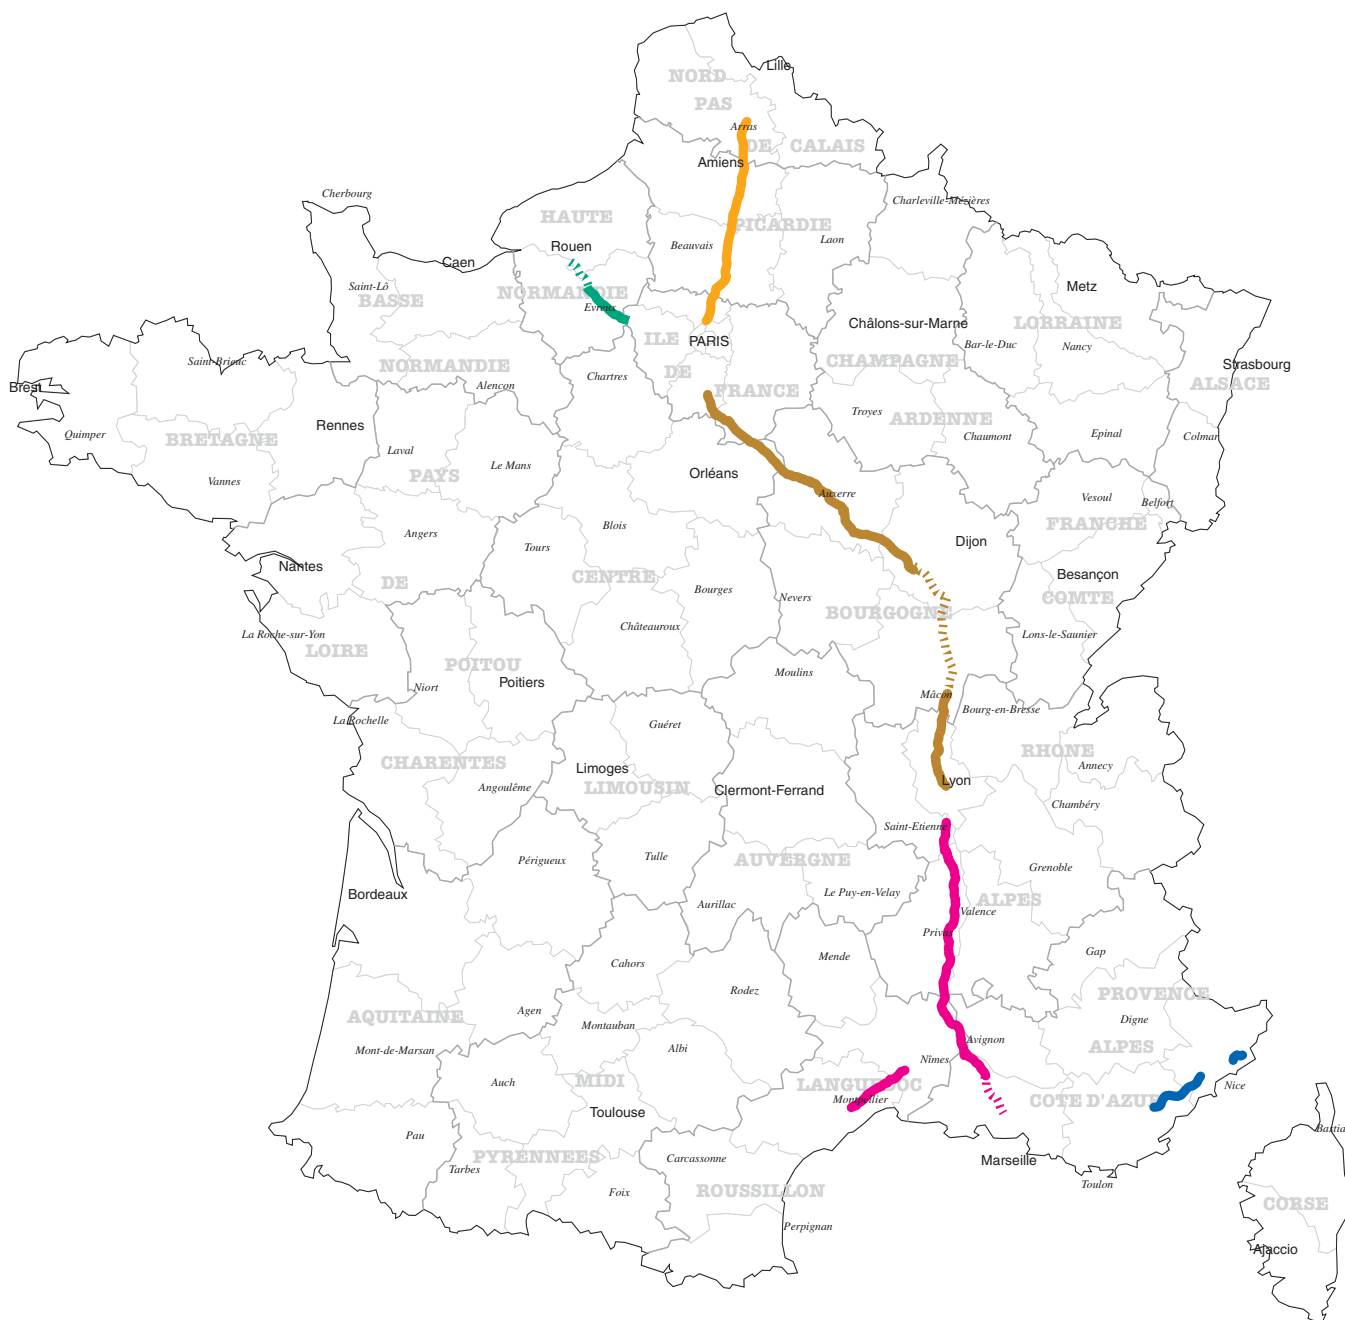 Lille
NORD
PAS
Arras
DE CALAIS
Amiens
Cherbourg
Charleville-Mézières
HAUTE
PICARDIE
Laon
Rouen
Beauvais
Caen
Saint-Lô
BASSE
NORMANDIE
Evreux
Metz
Châlons-sur-Marne
LORRAINE
ILE
PARIS
Bar-le-Duc
Nancy
Saint-Brieuc
NORMANDIE
CHAMPAGNE
Strasbourg
Brest
Alencon
Chartres
DE
FRANCE
ALSACE
Troyes
ARDENNE
Quimper
BRETAGNE
Rennes
Chaumont
Epinal
Colmar
Laval
Le Mans
Vannes
PAYS
Orléans
Auxerre
Vesoul
Belfort
Blois
FRANCHE
Angers
Tours
Dijon
Nantes
DE
CENTRE
Besançon
Bourges
Nevers
COMTE
BOURGOGNE
Châteauroux
La Roche-sur-Yon
Lons-le-Saunier
LOIRE
POITOU
Poitiers
Moulins
Niort
Mâcon
Bourg-en-Bresse
La Rochelle
Guéret
RHONE
CHARENTES
Limoges
Annecy
Angoulême
LIMOUSIN
Clermont-Ferrand
Lyon
Chambéry
Saint-Etienne
Périgueux
Tulle
AUVERGNE
Grenoble
Bordeaux
Le Puy-en-Velay
ALPES
Aurillac
Valence
Privas
Cahors
Mende
Gap
Rodez
PROVENCE
AQUITAINE
Agen
Montauban
Digne
Mont-de-Marsan
Albi
Avignon
ALPES
Nîmes
Auch
MIDI
LANGUEDOC
Nice
Montpellier
COTE D'AZUR
Toulouse
Pau
Bastia
PYRENNEES
Carcassonne
Marseille
Tarbes
Foix
ROUSSILLON
Toulon
CORSE
Perpignan
Ajaccio